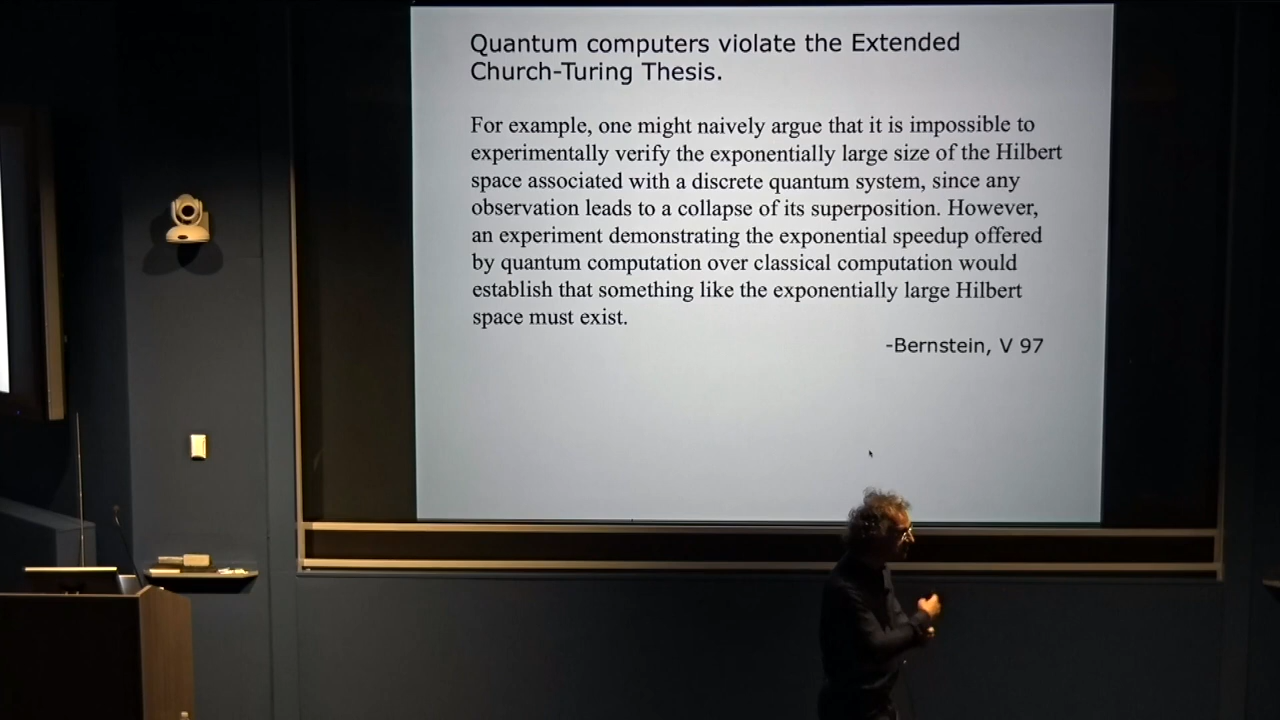 Quantum computers violate the Extended
Church-Turing Thesis.
For example, one might naively argue that it is impossible to
experimentally verify the exponentially large size of the Hilbert
space associated with a discrete quantum system, since any
observation leads to a collapse of its superposition. However,
an experiment demonstrating the exponential speedup offered
by quantum computation over classical computation would
establish that something like the exponentially large Hilbert
space must exist.
-Bernstein, V 97